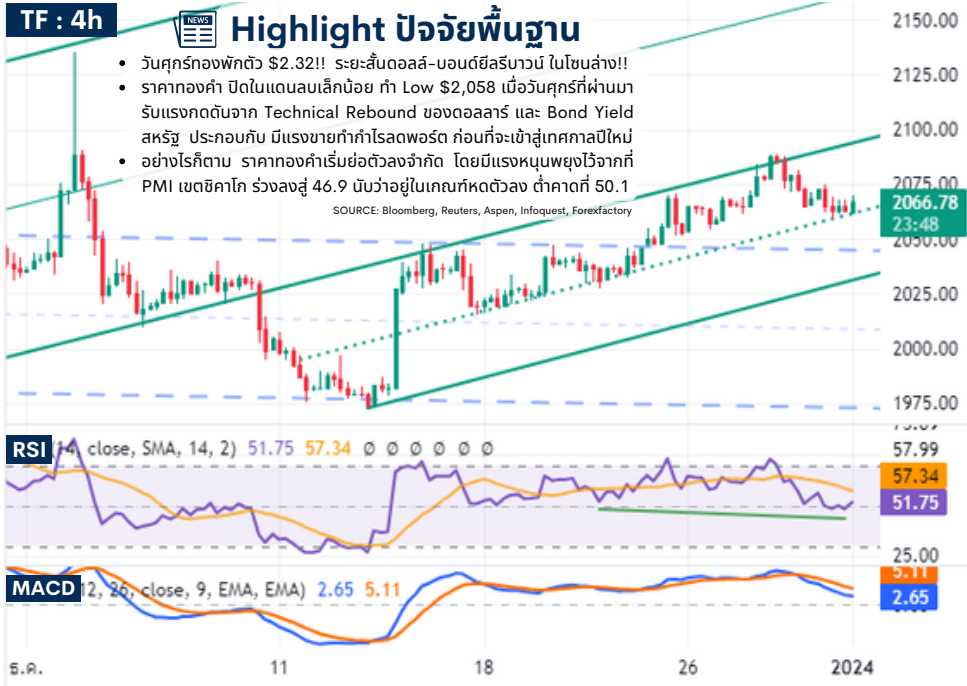 TF : 4h
NEWS
Highlight ปัจจัยพื้นฐาน
• วันศุกร์ทองพักตัว $2.32!! ระยะสั้นดอลล์-บอนด์ยีลรีบาวน์ ในโซนล่าง!!
• ราคาทองคำ ปิดในแดนลบเล็กน้อย ทำ Low $2,058 เมื่อวันศุกร์ที่ผ่านมา
รับแรงกดดันจาก Technical Rebound ของดอลลาร์ และ Bond Yield
สหรัฐ ประกอบกับ มีแรงขายทำกำไรลดพอร์ต ก่อนที่จะเข้าสู่เทศกาลปีใหม่
• อย่างไรก็ตาม ราคาทองคำเริ่มย่อตัวลงจำกัด โดยมีแรงหนุนพยุงไว้จากที่
PMI เขตชิคาโก ร่วงลงสู่ 46.9 นับว่าอยู่ในเกณฑ์หดตัวลง ต่ำคาดที่ 50.1
SOURCE: Bloomberg, Reuters, Aspen, Infoquest, Forexfactory
2150.00
2125.00
2100.00
2075.00
2066.78
23:48
2050.00
2025.00
2000.00
1975.00
RSI (14, close, SMA, 14, 2) 51.75 57.34 Ø Ø Ø Ø Ø Ø
57.99
57.34
51.75
25.00
MACD 12, 26, close, 9, EMA, EMA) 2.65 5.11
5.11
2.65
ธ.ค. 11 18 26 2024